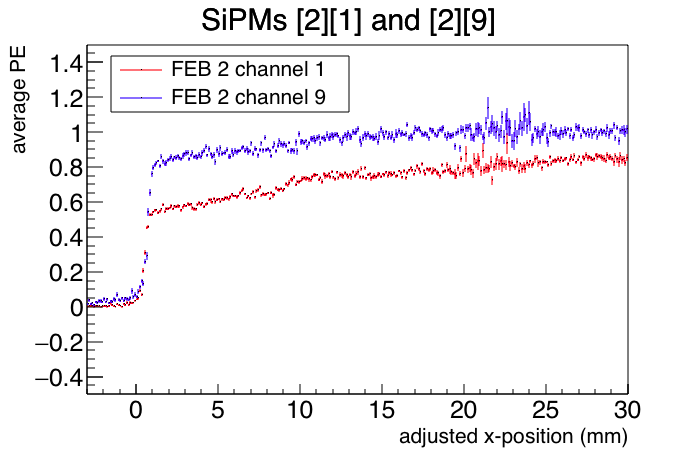 SiPMs [2][1] and [2][9]
average PE
FEB 2 channel 1
FEB 2 channel 9
1.4
1.2
1
0.8
0.6
0.4
0.2
0
−0.2
−0.4
0 5 10 15 20 25 30
adjusted x-position (mm)